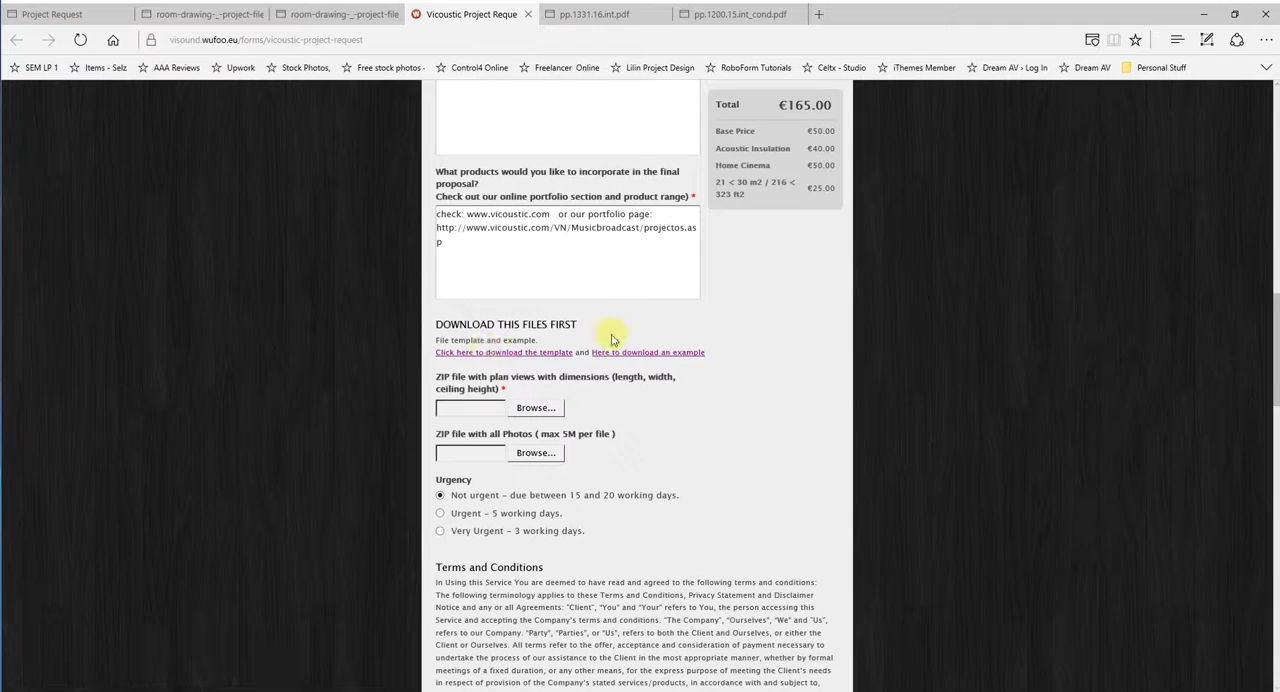 Project Request
room-drawing-_-project-file
room-drawing-_-project-file
Vicoustic Project Reque
pp.1331.16.int.pdf
pp.1200.15.int_cond.pdf
visound.wufoo.eu/forms/vicoustic-project-request
SEM LP 1
Items - Selz
AAA Reviews
Upwork
Stock Photos,
Free stock photos -
Control4 Online
Freelancer Online
Lilin Project Design
RoboForm Tutorials
Celtx - Studio
iThemes Member
Dream AV › Log In
Dream AV
Personal Stuff
Total €165.00
Base Price €50.00
Acoustic Insulation €40.00
Home Cinema €50.00
21 < 30 m2 / 216 < €25.00
323 ft2
What products would you like to incorporate in the final
proposal?
Check out our online portfolio section and product range) *
check: www.vicoustic.com or our portfolio page:
http://www.vicoustic.com/VN/Musicbroadcast/projectos.as
p
DOWNLOAD THIS FILES FIRST
File template and example.
Click here to download the template and Here to download an example
ZIP file with plan views with dimensions (length, width,
ceiling height) *
Browse...
ZIP file with all Photos ( max 5M per file )
Browse...
Urgency
Not urgent – due between 15 and 20 working days.
Urgent – 5 working days.
Very Urgent – 3 working days.
Terms and Conditions
In Using this Service You are deemed to have read and agreed to the following terms and conditions:
The following terminology applies to these Terms and Conditions, Privacy Statement and Disclaimer
Notice and any or all Agreements: "Client", "You" and "Your" refers to You, the person accessing this
Service and accepting the Company's terms and conditions. "The Company", "Ourselves", "We" and "Us",
refers to our Company. "Party", "Parties", or "Us", refers to both the Client and Ourselves, or either the
Client or Ourselves. All terms refer to the offer, acceptance and consideration of payment necessary to
undertake the process of our assistance to the Client in the most appropriate manner, whether by formal
meetings of a fixed duration, or any other means, for the express purpose of meeting the Client's needs
in respect of provision of the Company's stated services/products, in accordance with and subject to,